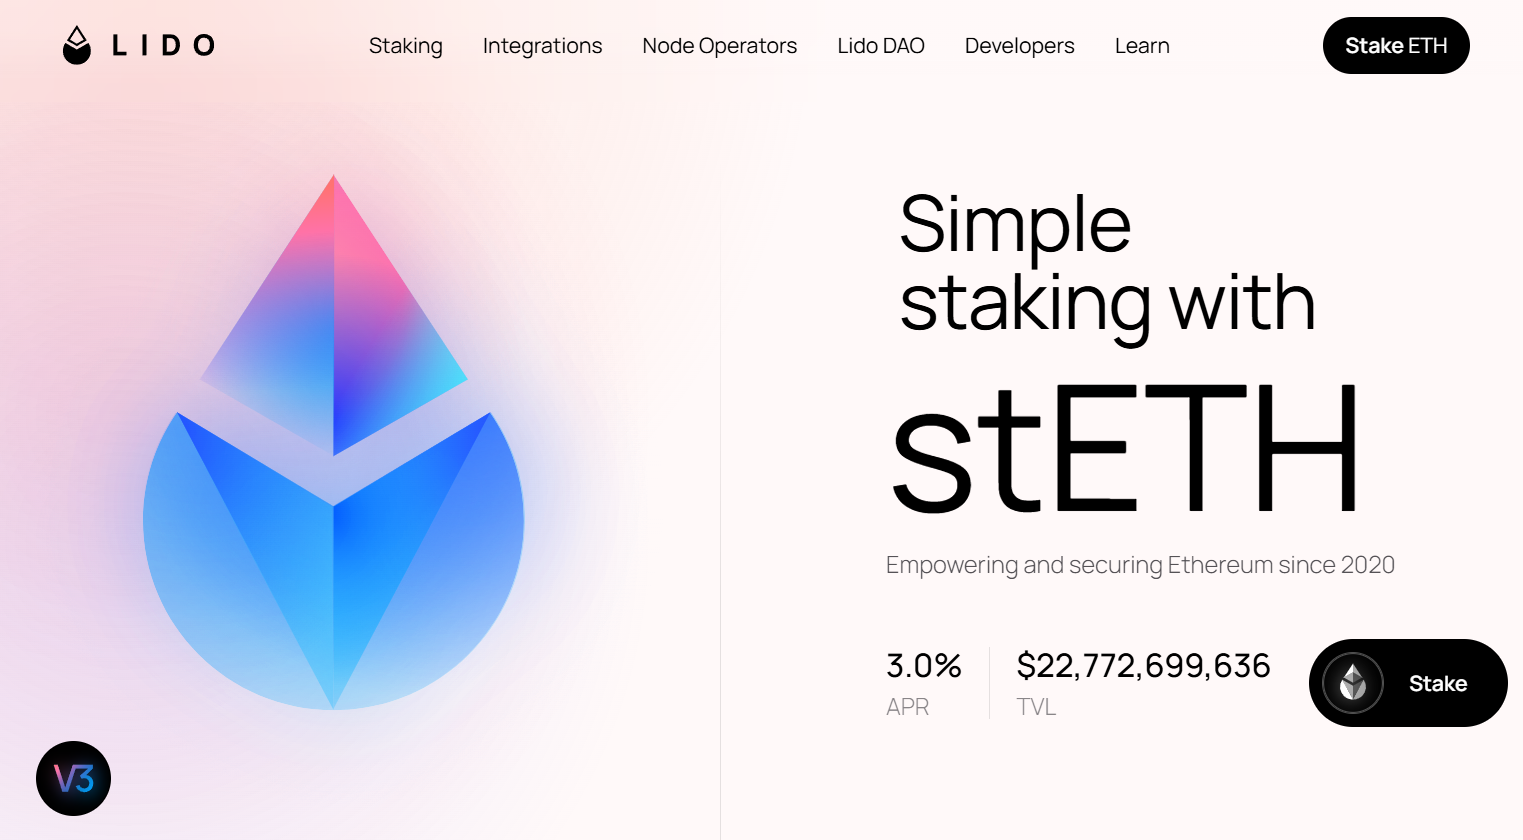 LIDO
Staking
Integrations
Node Operators
Lido DAO
Developers
Learn
Stake ETH
Simple
staking with
stETH
Empowering and securing Ethereum since 2020
3.0%
APR
$22,772,699,636
TVL
Stake
V3